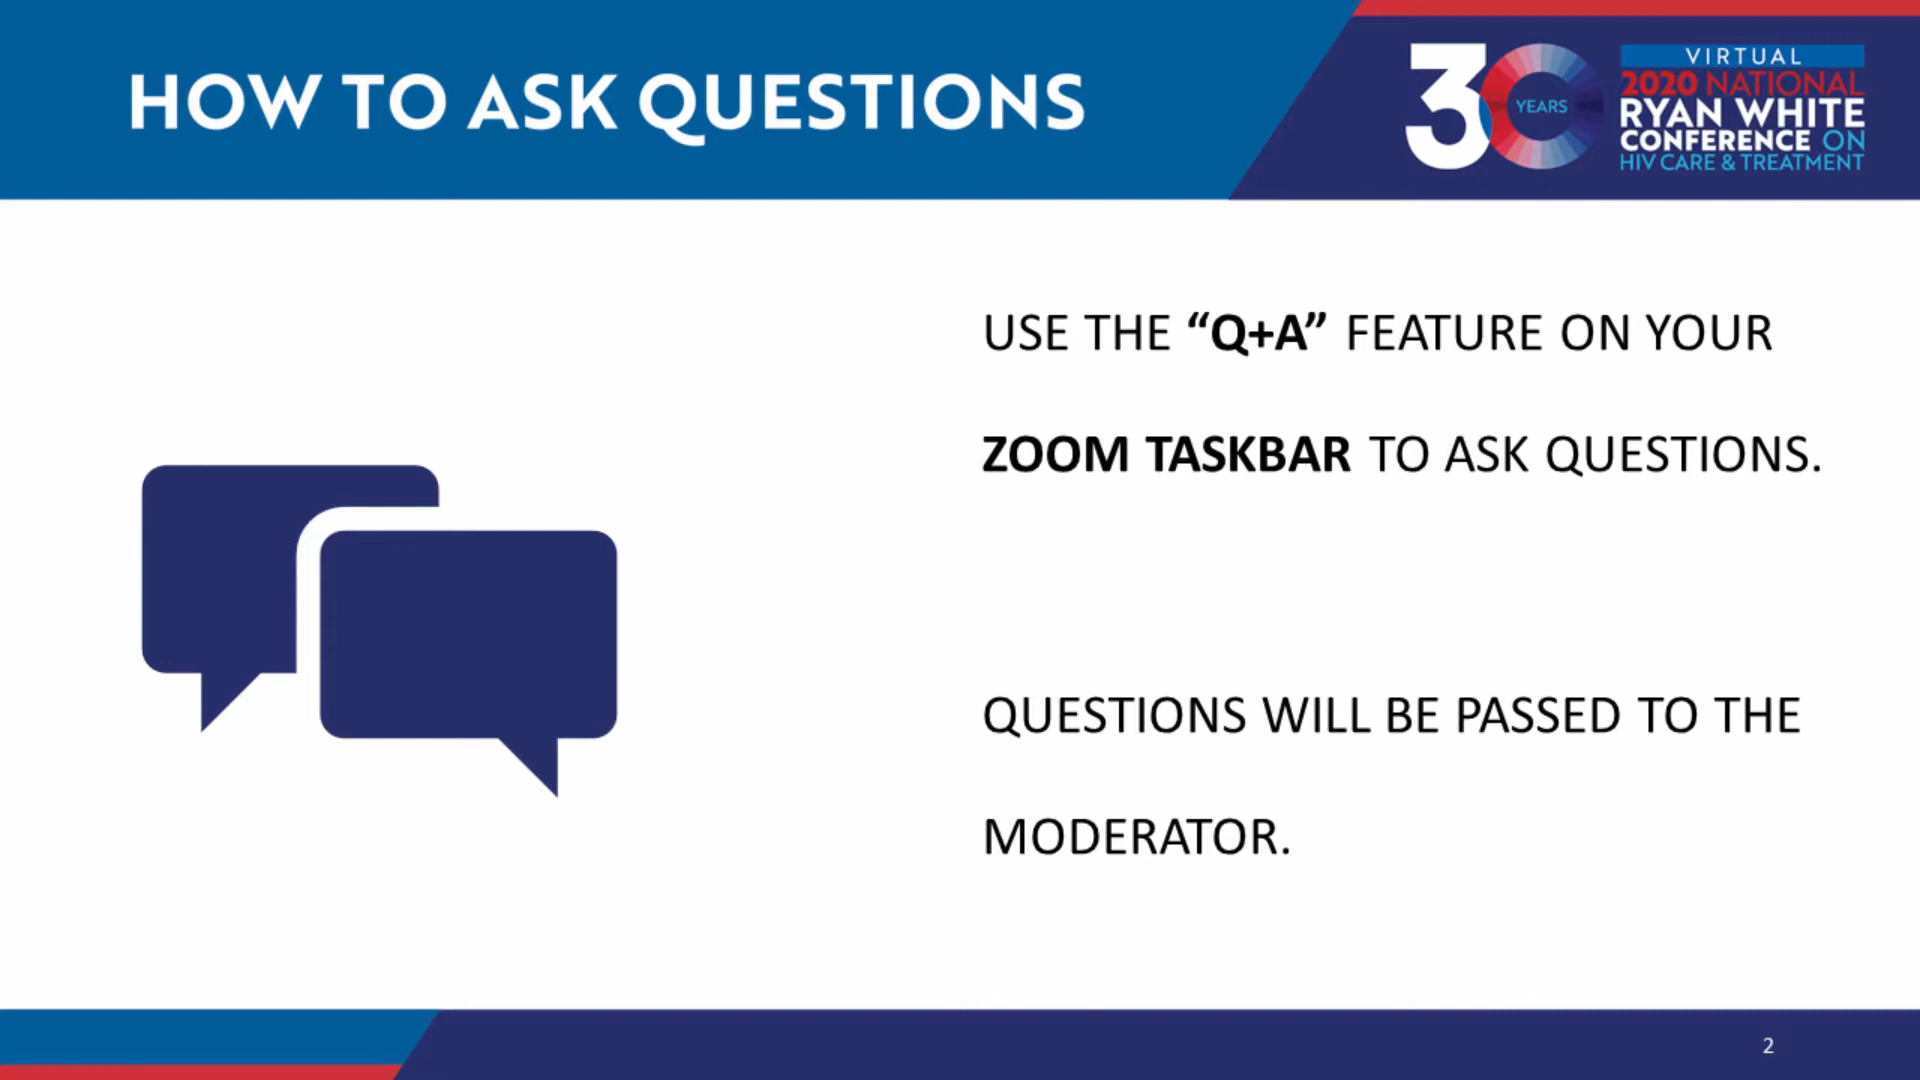 HOW TO ASK QUESTIONS
30 YEARS
VIRTUAL
2020 NATIONAL
RYAN WHITE
CONFERENCE ON
HIV CARE & TREATMENT
USE THE “Q+A” FEATURE ON YOUR
ZOOM TASKBAR TO ASK QUESTIONS.
QUESTIONS WILL BE PASSED TO THE
MODERATOR.
2